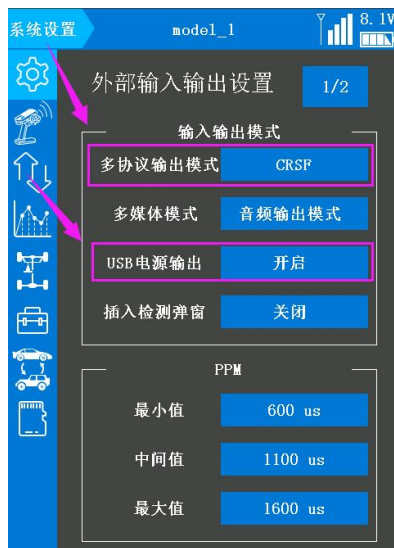 系统设置 model_1 8.1V
外部输入输出设置 1/2
输入输出模式
多协议输出模式 CRSF
多媒体模式 音频输出模式
USB电源输出 开启
插入检测弹窗 关闭
PPM
最小值 600 us
中间值 1100 us
最大值 1600 us